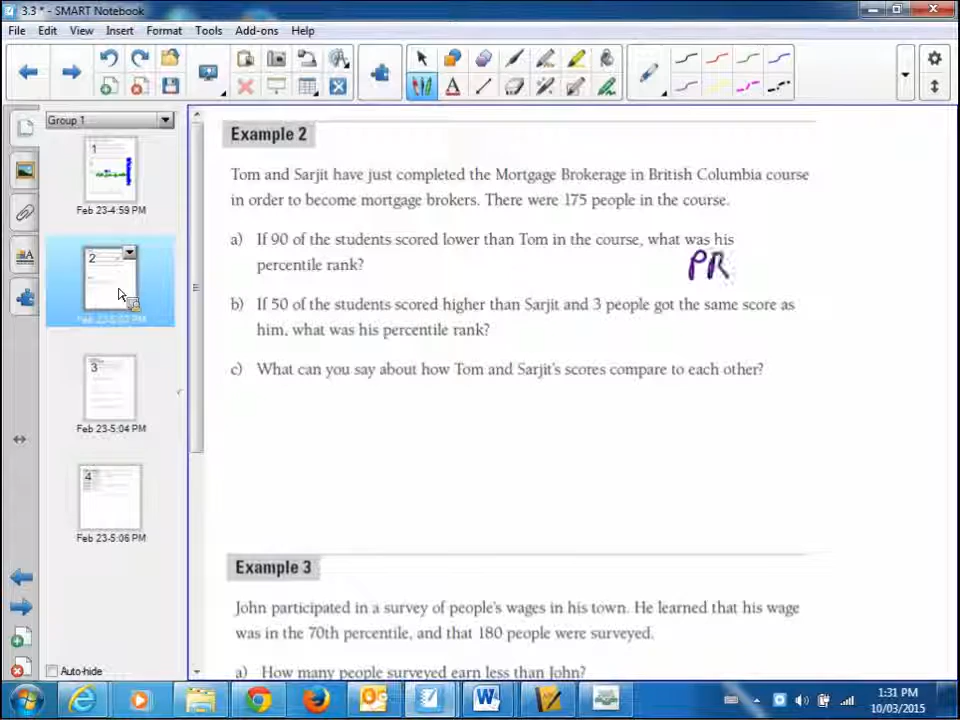 3.3 * - SMART Notebook
File Edit View Insert Format Tools Add-ons Help
Group 1
1
Feb 23-4:59 PM
2
3
Feb 23-5:04 PM
4
Feb 23-5:06 PM
Auto-hide
Example 2
Tom and Sarjit have just completed the Mortgage Brokerage in British Columbia course
in order to become mortgage brokers. There were 175 people in the course.
a) If 90 of the students scored lower than Tom in the course, what was his
percentile rank?
PR
b) If 50 of the students scored higher than Sarjit and 3 people got the same score as
him, what was his percentile rank?
c) What can you say about how Tom and Sarjit's scores compare to each other?
Example 3
John participated in a survey of people's wages in his town. He learned that his wage
was in the 70th percentile, and that 180 people were surveyed.
a) How many people surveyed earn less than John?
1:31 PM
10/03/2015